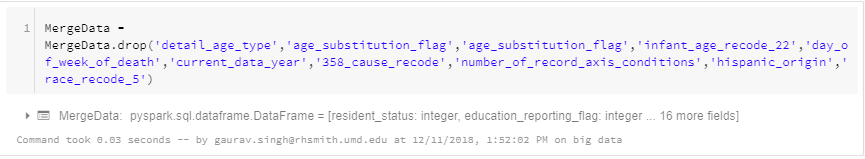 1 MergeData =
MergeData.drop('detail_age_type','age_substitution_flag','age_substitution_flag','infant_age_recode_22','day_o
f_week_of_death','current_data_year','358_cause_recode','number_of_record_axis_conditions','hispanic_origin','
race_recode_5')
MergeData: pyspark.sql.dataframe.DataFrame = [resident_status: integer, education_reporting_flag: integer ... 16 more fields]
Command took 0.03 seconds -- by gaurav.singh@rhsmith.umd.edu at 12/11/2018, 1:52:02 PM on big data